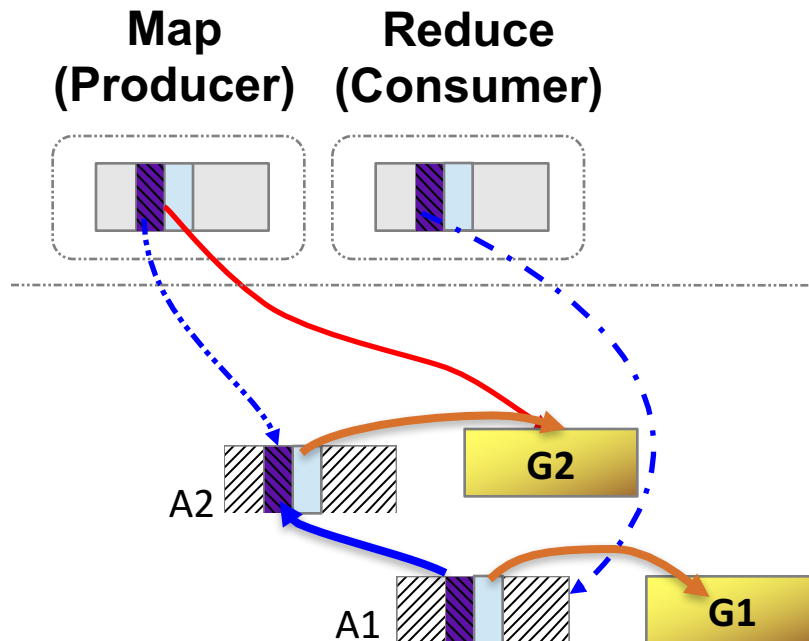 Map
(Producer)
Reduce
(Consumer)
G2
A2
G1
A1